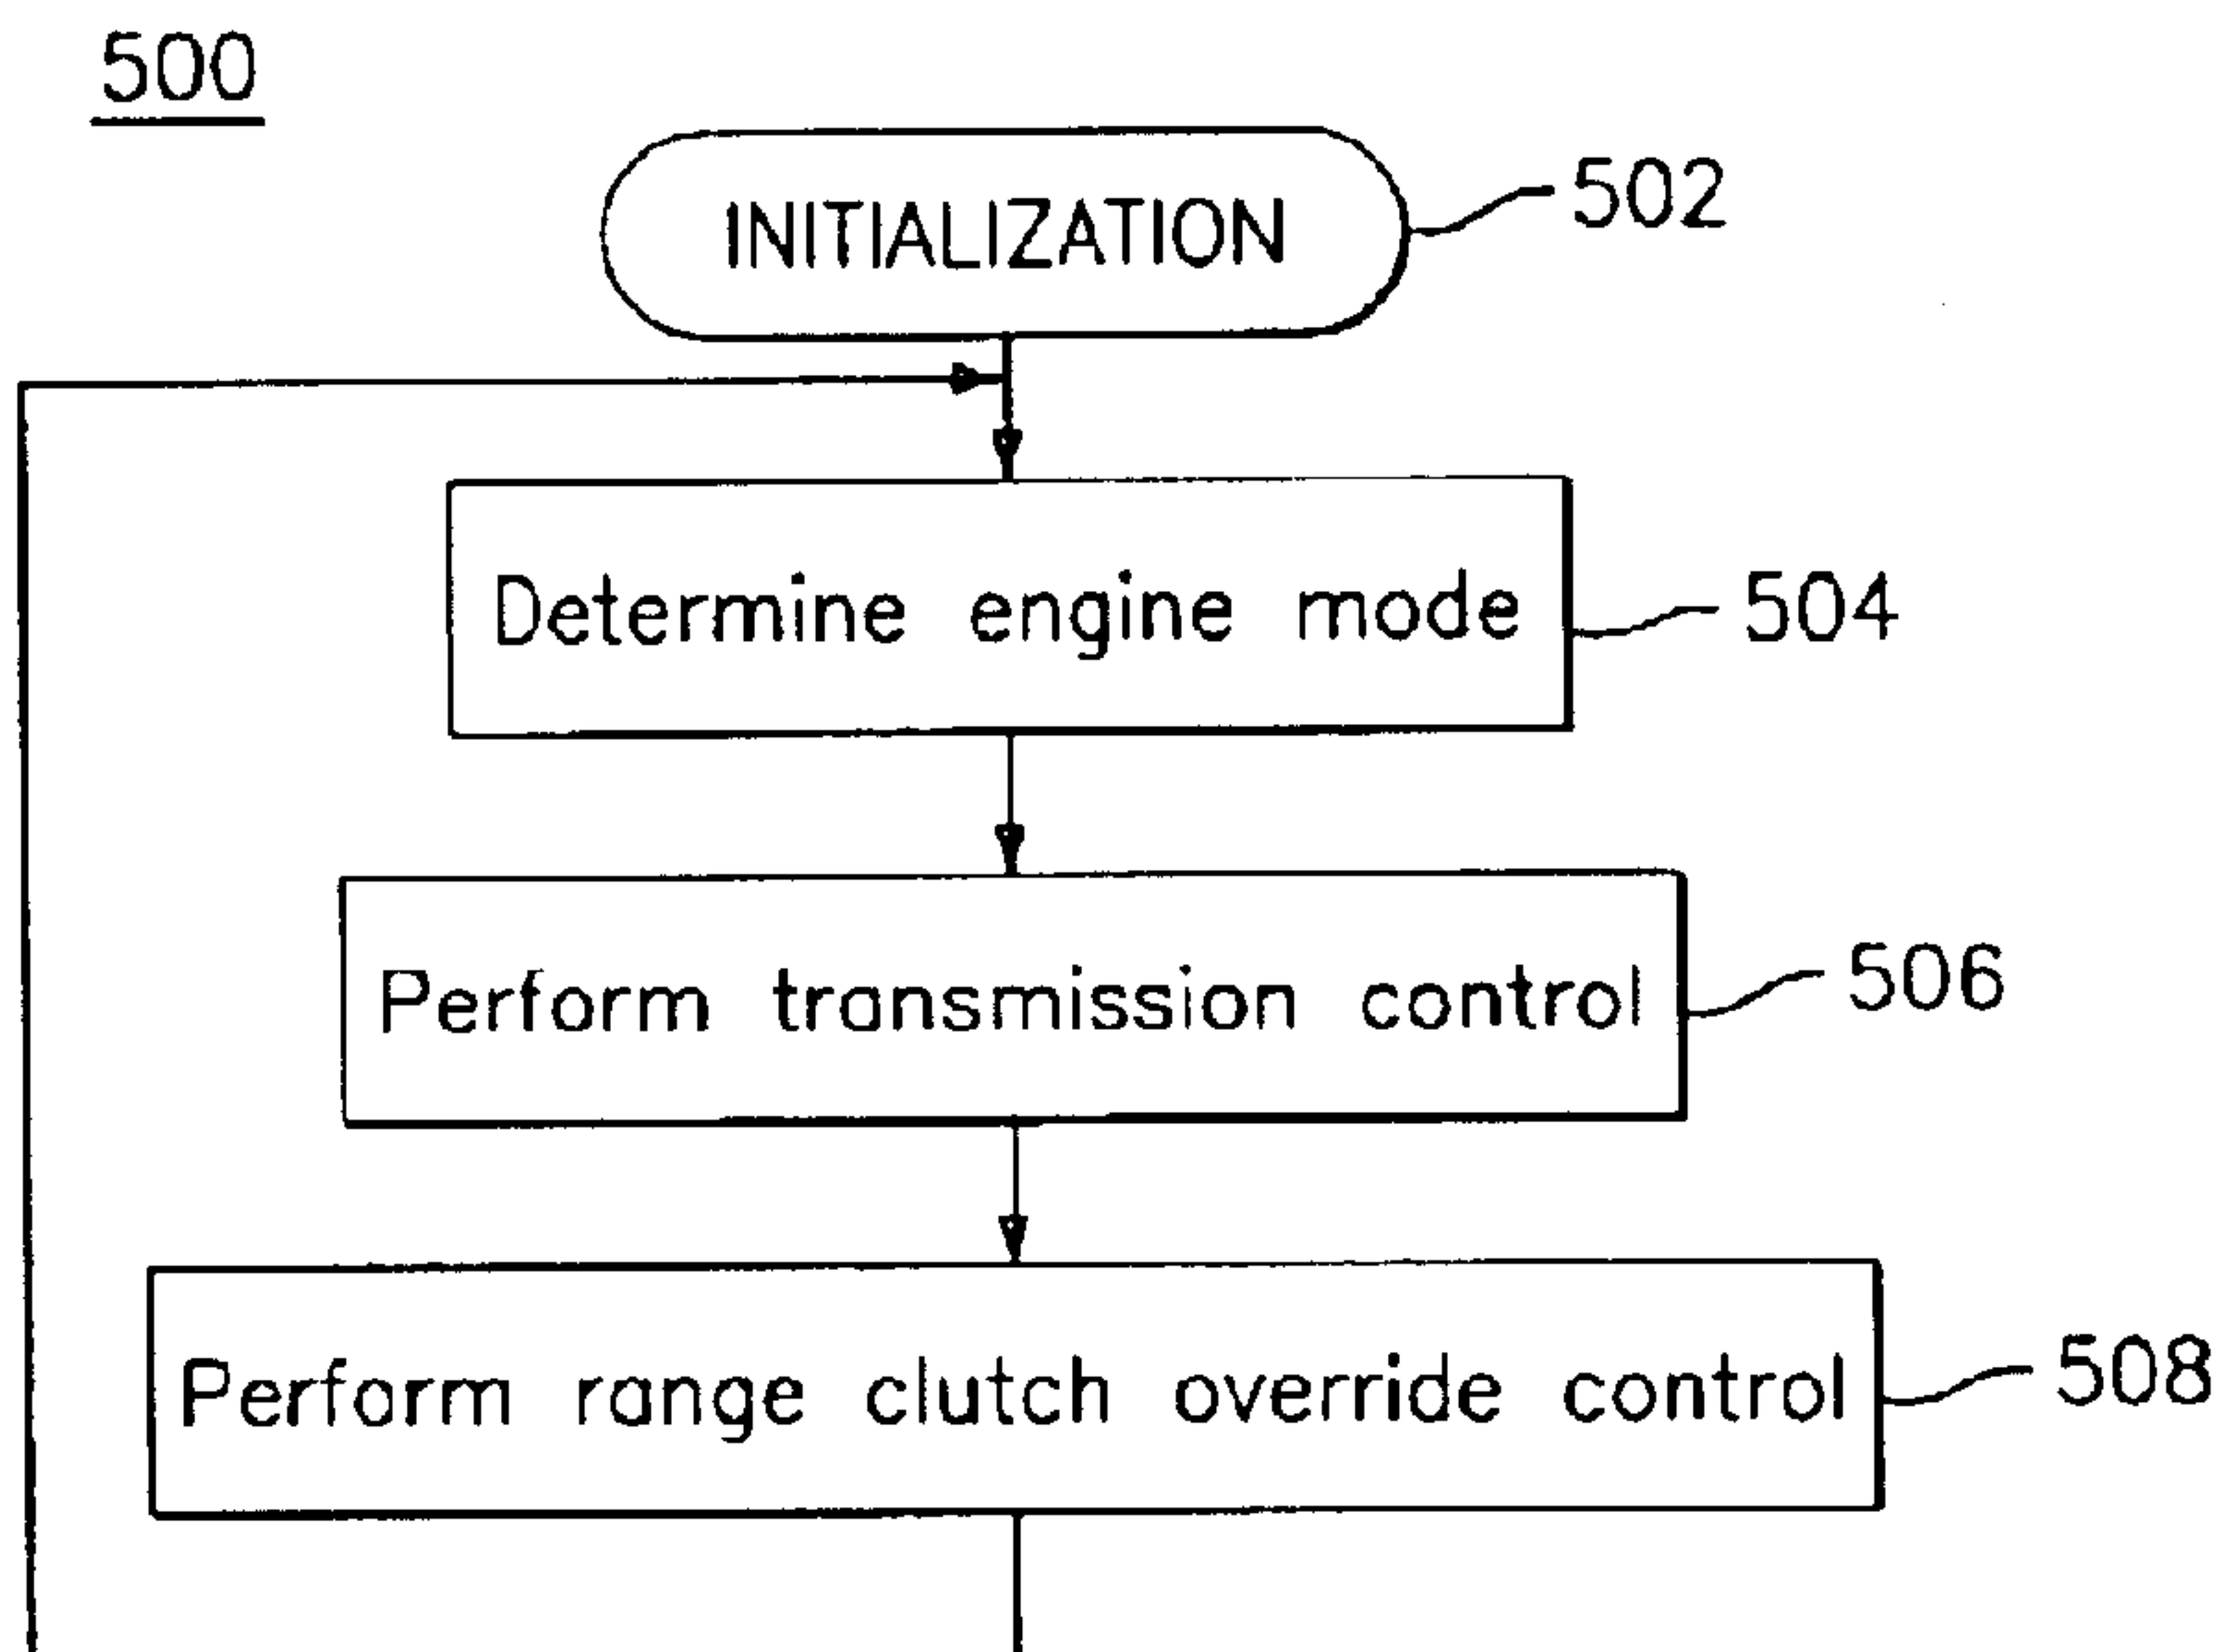 500
INITIALIZATION
502
Determine engine mode
504
Perform transmission control
506
Perform range clutch override control
508